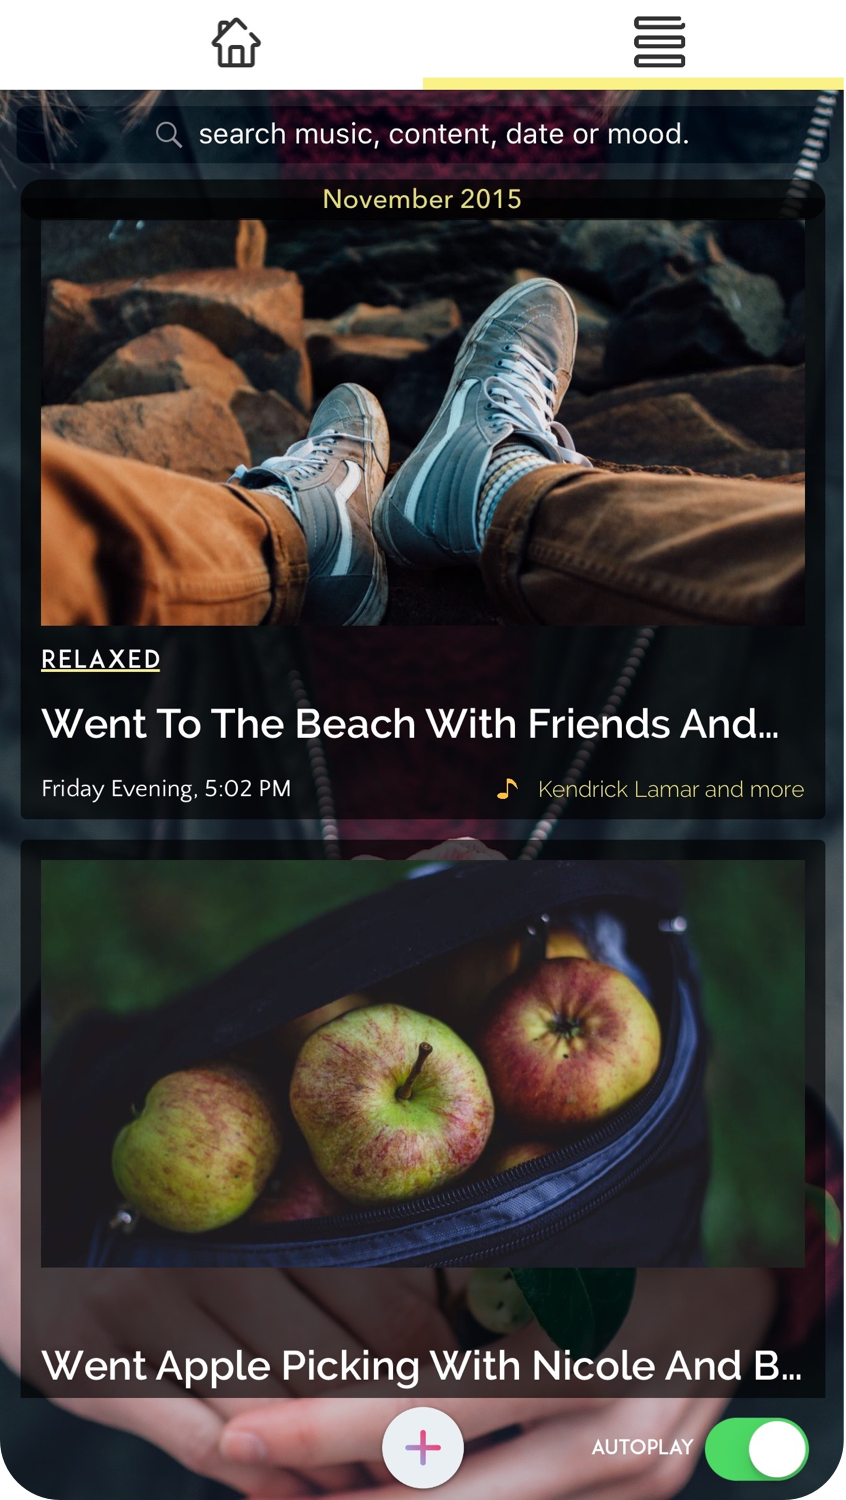 search music, content, date or mood.
November 2015
RELAXED
Went To The Beach With Friends And...
Friday Evening, 5:02 PM
Kendrick Lamar and more
Went Apple Picking With Nicole And B...
AUTOPLAY